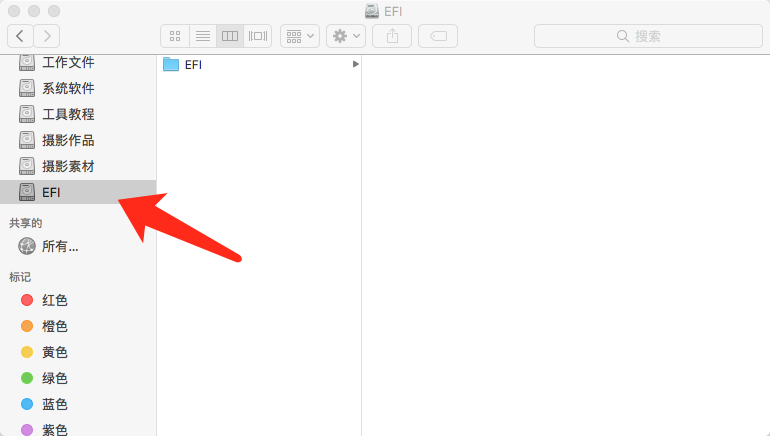 EFI
搜索
工作文件
系统软件
工具教程
摄影作品
摄影素材
EFI
共享的
所有...
标记
红色
橙色
黄色
绿色
蓝色
紫色
EFI